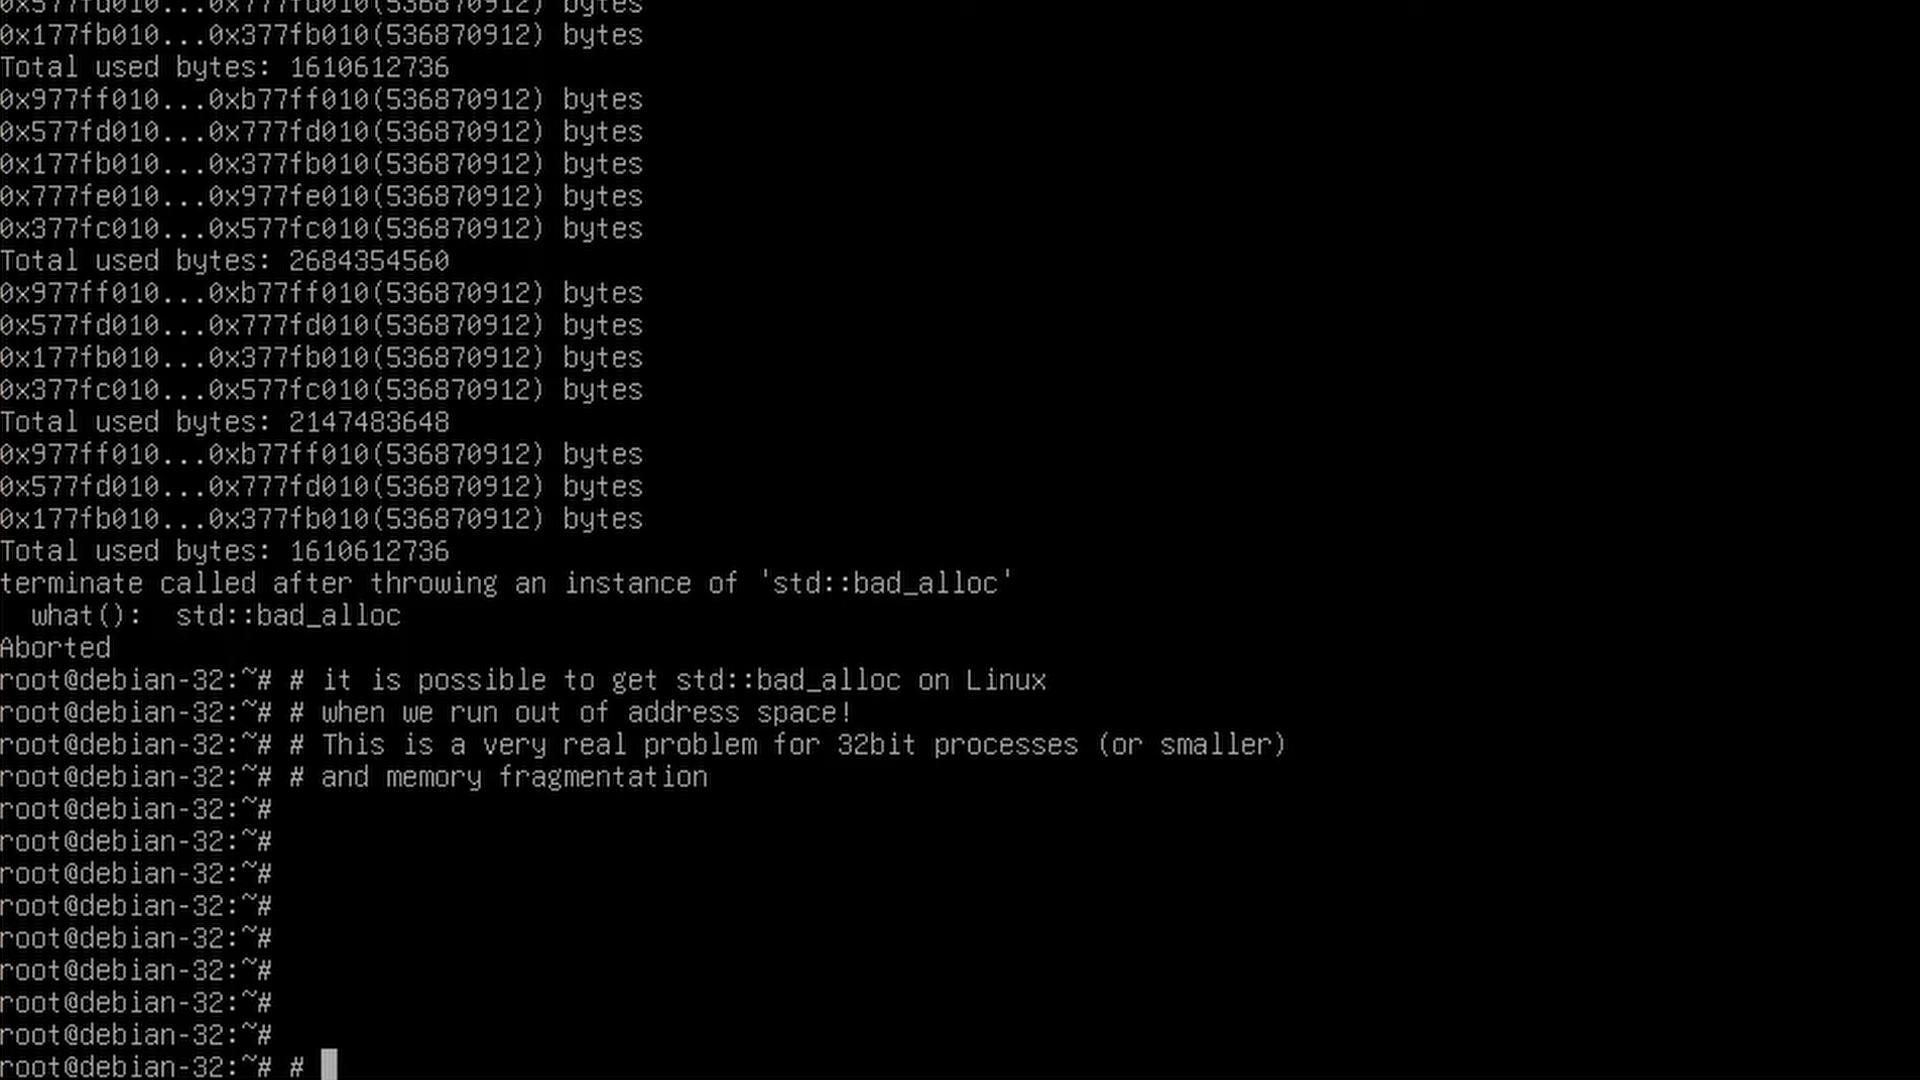 0x577fd010...0x777fd010(536870912) bytes
0x177fb010...0x377fb010(536870912) bytes
Total used bytes: 1610612736
0x977ff010...0xb77ff010(536870912) bytes
0x577fd010...0x777fd010(536870912) bytes
0x177fb010...0x377fb010(536870912) bytes
0x777fe010...0x977fe010(536870912) bytes
0x377fc010...0x577fc010(536870912) bytes
Total used bytes: 2684354560
0x977ff010...0xb77ff010(536870912) bytes
0x577fd010...0x777fd010(536870912) bytes
0x177fb010...0x377fb010(536870912) bytes
0x377fc010...0x577fc010(536870912) bytes
Total used bytes: 2147483648
0x977ff010...0xb77ff010(536870912) bytes
0x577fd010...0x777fd010(536870912) bytes
0x177fb010...0x377fb010(536870912) bytes
Total used bytes: 1610612736
terminate called after throwing an instance of 'std::bad_alloc'
  what():  std::bad_alloc
Aborted
root@debian-32:~# # it is possible to get std::bad_alloc on Linux
root@debian-32:~# # when we run out of address space!
root@debian-32:~# # This is a very real problem for 32bit processes (or smaller)
root@debian-32:~# # and memory fragmentation
root@debian-32:~#
root@debian-32:~#
root@debian-32:~#
root@debian-32:~#
root@debian-32:~#
root@debian-32:~#
root@debian-32:~#
root@debian-32:~#
root@debian-32:~# #